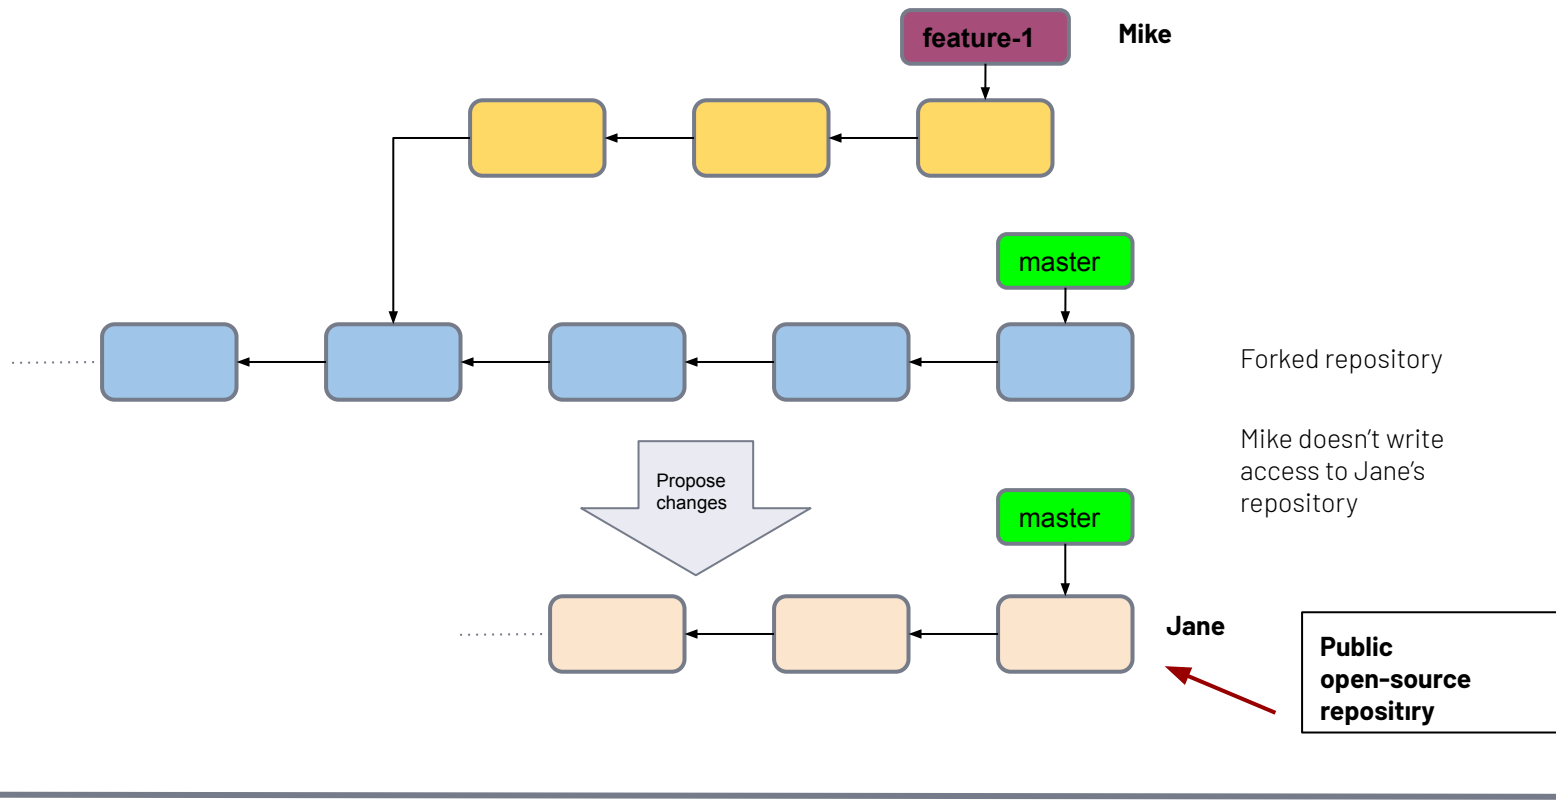 feature-1
Mike
master
Forked repository
Mike doesn't write
access to Jane's
repository
Propose
changes
master
Jane
Public
open-source
repositıry